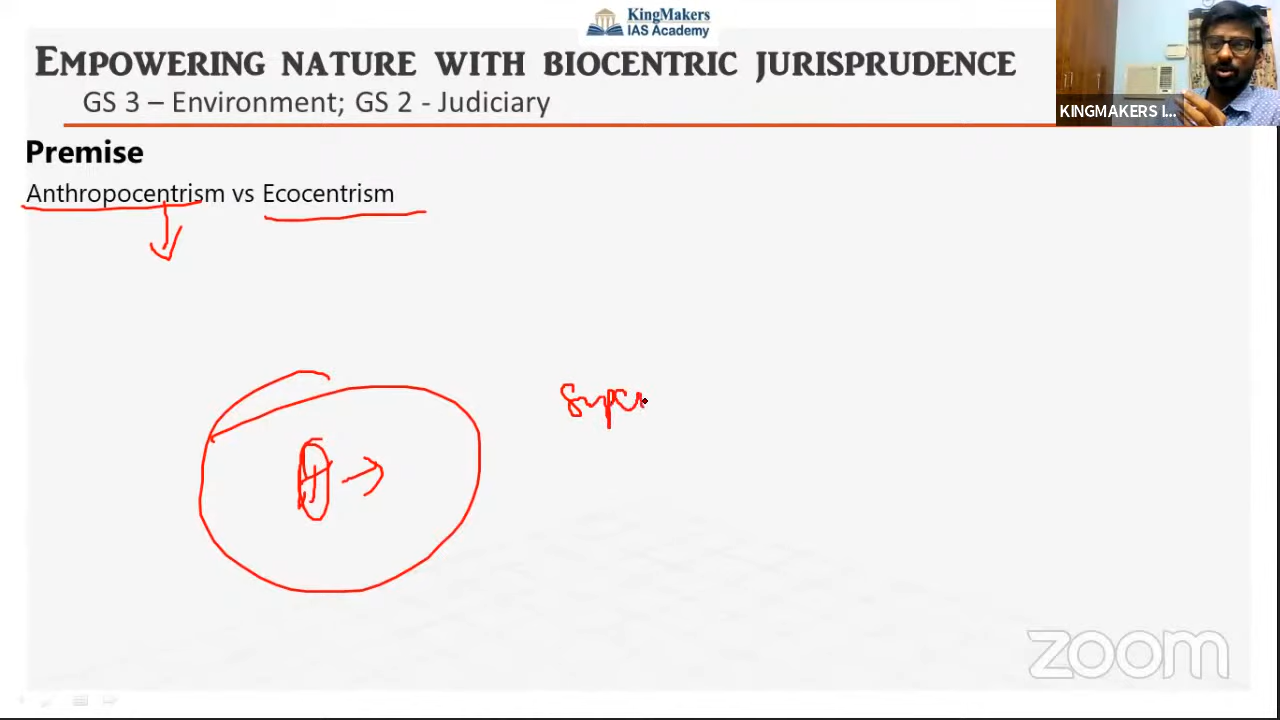 KingMakers
IAS Academy
EMPOWERING NATURE WITH BIOCENTRIC JURISPRUDENCE
GS 3 – Environment; GS 2 - Judiciary
KINGMAKERS I...
Premise
Anthropocentrism vs Ecocentrism
H
Supe
zoom